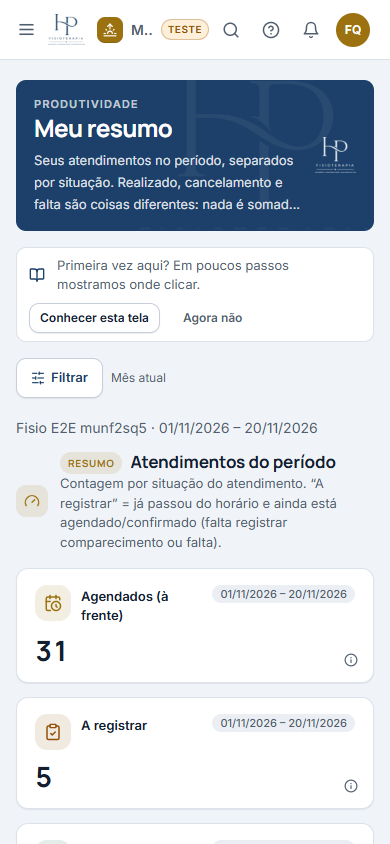 HP
FISIOTERAPIA
M..
TESTE
FQ
PRODUTIVIDADE
Meu resumo
Seus atendimentos no período, separados
por situação. Realizado, cancelamento e
falta são coisas diferentes: nada é somad...
HP
FISIOTERAPIA
Primeira vez aqui? Em poucos passos
mostramos onde clicar.
Conhecer esta tela
Agora não
Filtrar
Mês atual
Fisio E2E munf2sq5 · 01/11/2026 – 20/11/2026
RESUMO
Atendimentos do período
Contagem por situação do atendimento. “A
registrar” = já passou do horário e ainda está
agendado/confirmado (falta registrar
comparecimento ou falta).
Agendados (à
frente)
01/11/2026 – 20/11/2026
31
A registrar
01/11/2026 – 20/11/2026
5